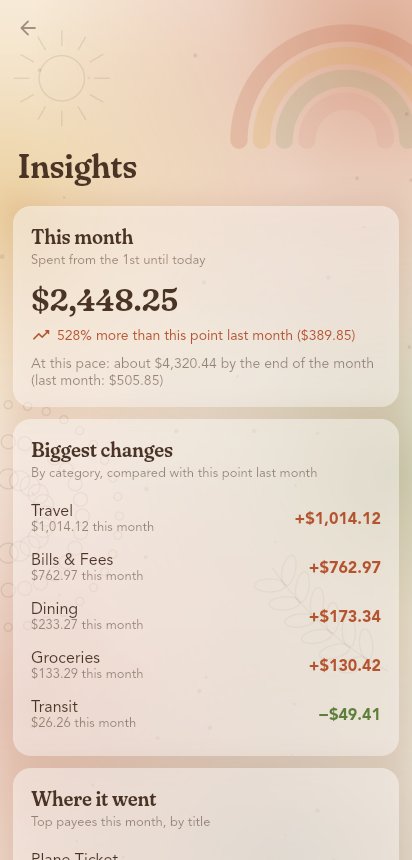 Insights
This month
Spent from the 1st until today
$2,448.25
528% more than this point last month ($389.85)
At this pace: about $4,320.44 by the end of the month
(last month: $505.85)
Biggest changes
By category, compared with this point last month
Travel
+$1,014.12
$1,014.12 this month
Bills & Fees
+$762.97
$762.97 this month
Dining
+$173.34
$233.27 this month
Groceries
+$130.42
$133.29 this month
Transit
−$49.41
$26.26 this month
Where it went
Top payees this month, by title
Plane Ticket